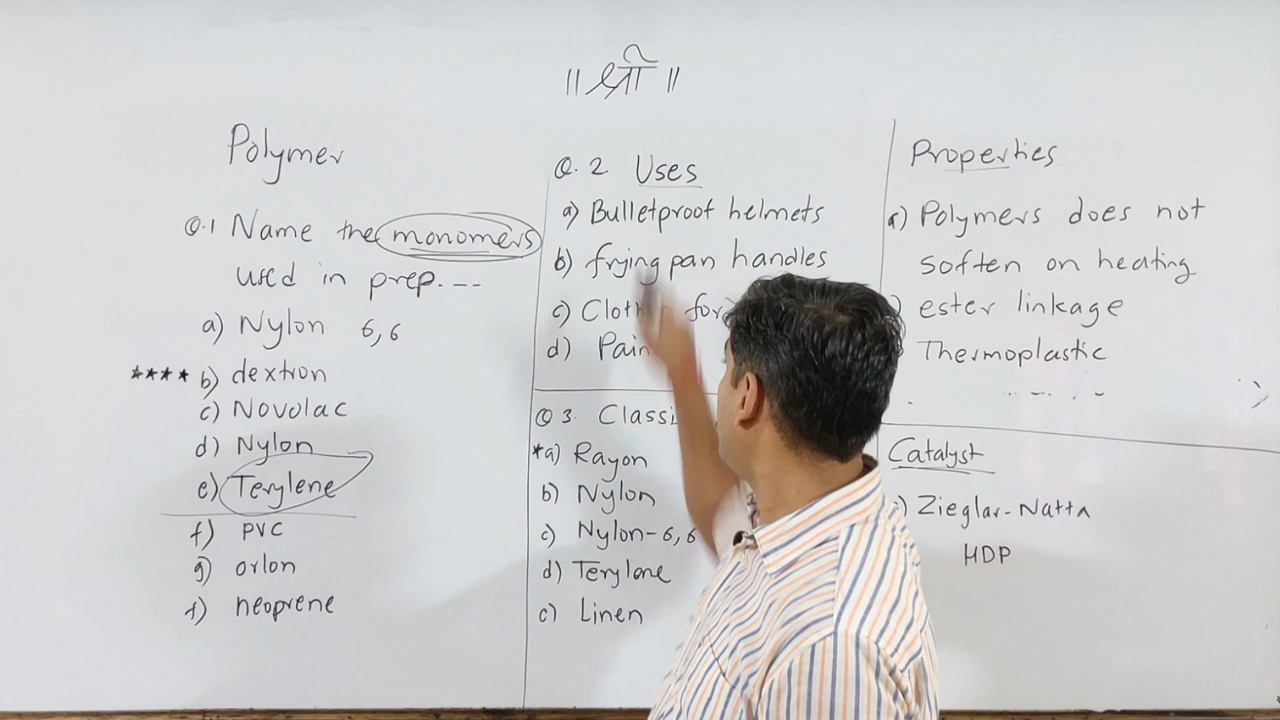 ॥ श्री ॥
Polymer
Q.1 Name the monomers
used in prep.---
a) Nylon 6,6
**** b) dextron
c) Novolac
d) Nylon
e) Terylene
f) PVC
g) orlon
f) neoprene
Q.2 Uses
a) Bulletproof helmets
b) frying pan handles
c) for
d) Pain
Q 3. Classi
*a) Rayon
b) Nylon
c) Nylon-6,6
d) Terylene
e) Linen
Properties
a) Polymers does not
soften on heating
) ester linkage
Thermoplastic
Catalyst
) Zieglar-Natta
HDP